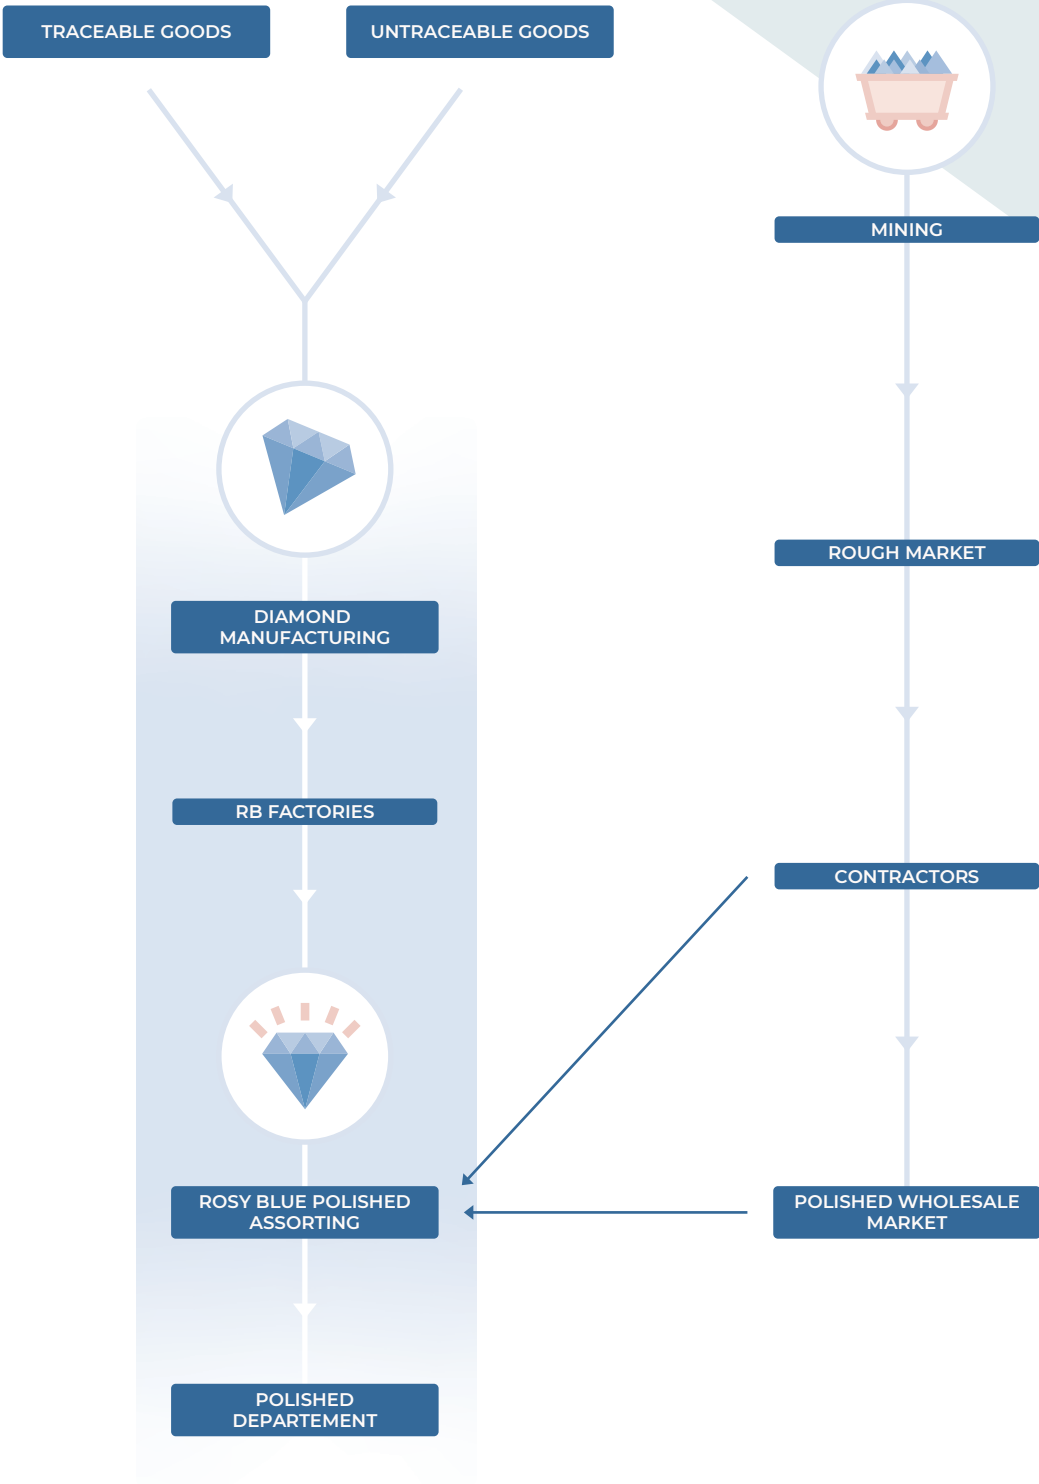 TRACEABLE GOODS
UNTRACEABLE GOODS
MINING
ROUGH MARKET
DIAMOND
MANUFACTURING
RB FACTORIES
CONTRACTORS
ROSY BLUE POLISHED
ASSORTING
POLISHED WHOLESALE
MARKET
POLISHED
DEPARTEMENT